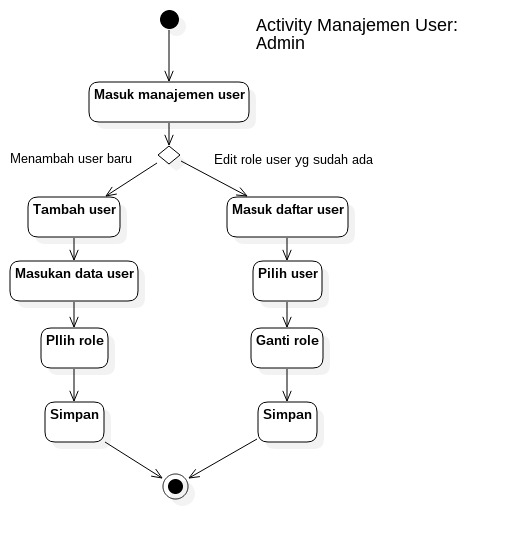 Activity Manajemen User:
Admin
Masuk manajemen user
Menambah user baru
Edit role user yg sudah ada
Tambah user
Masuk daftar user
Masukan data user
Pilih user
PIlih role
Ganti role
Simpan
Simpan